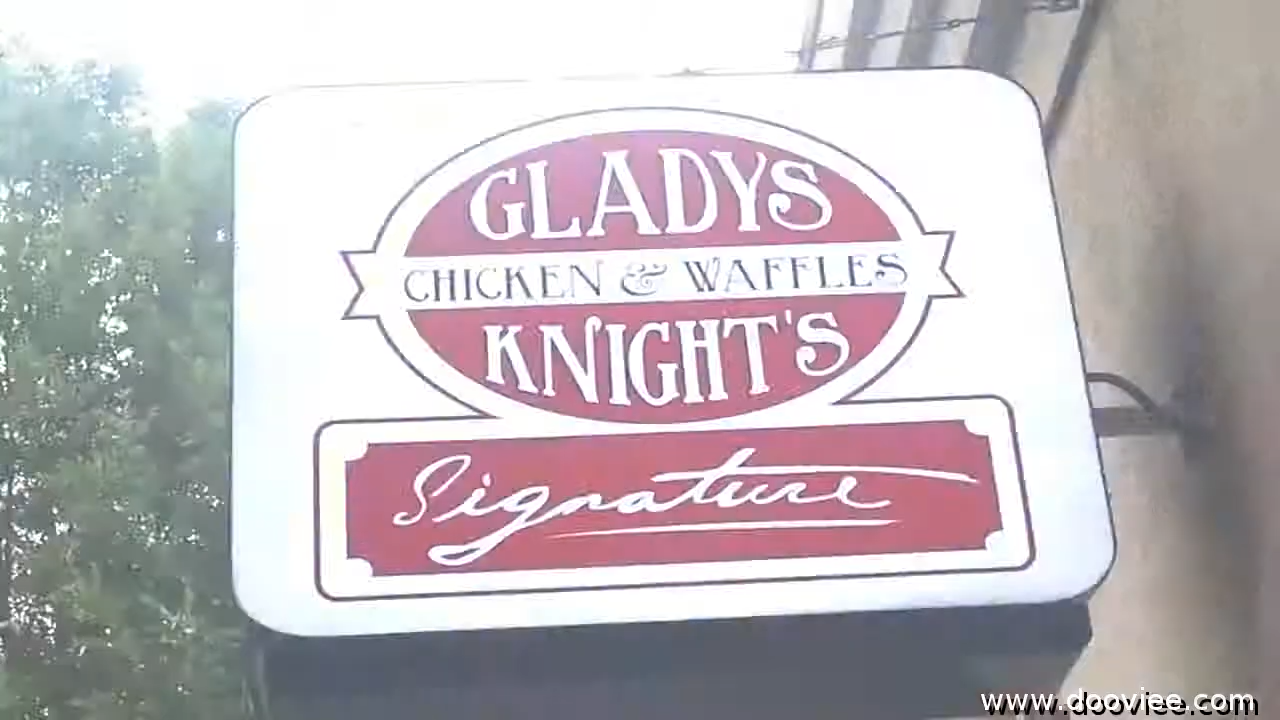 GLADYS
CHICKEN & WAFFLES
KNIGHT'S
Signature
www.dooviee.com